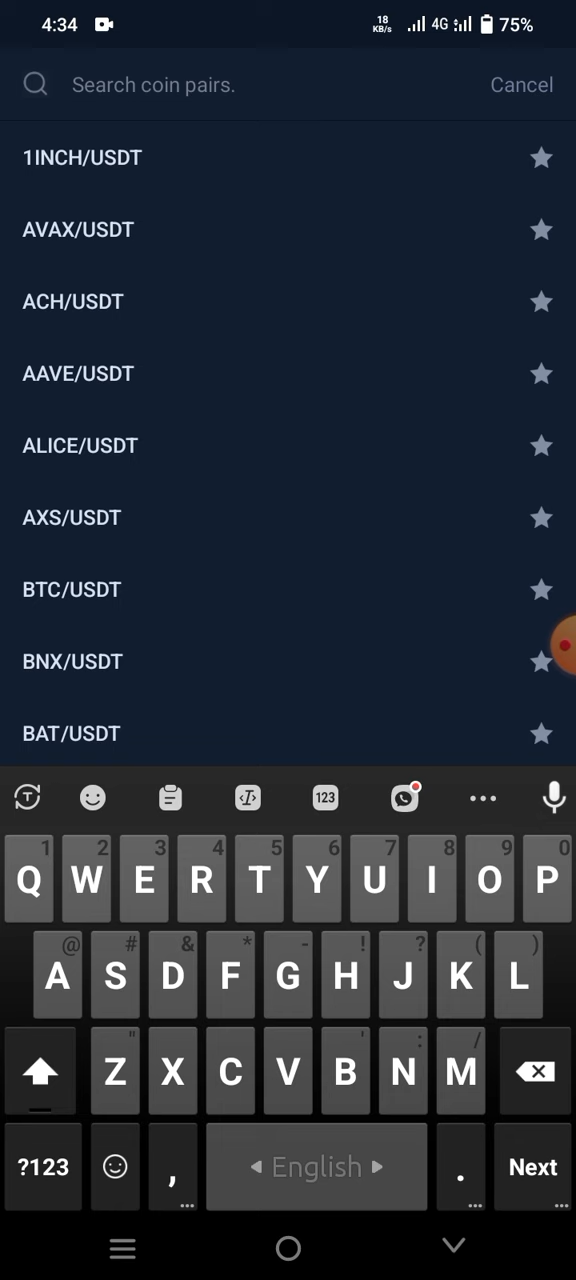 4:34 18 KB/s 4G 75%
Search coin pairs. Cancel
1INCH/USDT
AVAX/USDT
ACH/USDT
AAVE/USDT
ALICE/USDT
AXS/USDT
BTC/USDT
BNX/USDT
BAT/USDT
T 123
1 2 3 4 5 6 7 8 9 0
Q W E R T Y U I O P
@ # & * - ! ? ( )
A S D F G H J K L
" ' : /
Z X C V B N M
?123 , English . Next